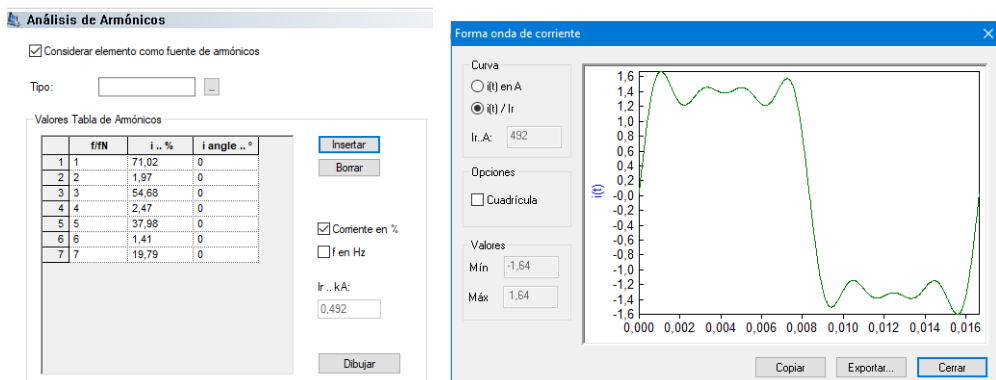 Análisis de Armónicos
Considerar elemento como fuente de armónicos
Tipo:
...
Valores Tabla de Armónicos
f/fN i .. % i angle .. º
1 1 71,02 0
2 2 1,97 0
3 3 54,68 0
4 4 2,47 0
5 5 37,98 0
6 6 1,41 0
7 7 19,79 0
Insertar
Borrar
Corriente en %
f en Hz
Ir .. kA:
0,492
Dibujar
Forma onda de corriente
Curva
i(t) en A
i(t) / Ir
Ir..A: 492
Opciones
Cuadrícula
Valores
Mín -1,64
Máx 1,64
i(t)
1,6
1,4
1,2
1,0
0,8
0,6
0,4
0,2
0,0
-0,2
-0,4
-0,6
-0,8
-1,0
-1,2
-1,4
-1,6
0,000 0,002 0,004 0,006 0,008 0,010 0,012 0,014 0,016
Copiar Exportar... Cerrar